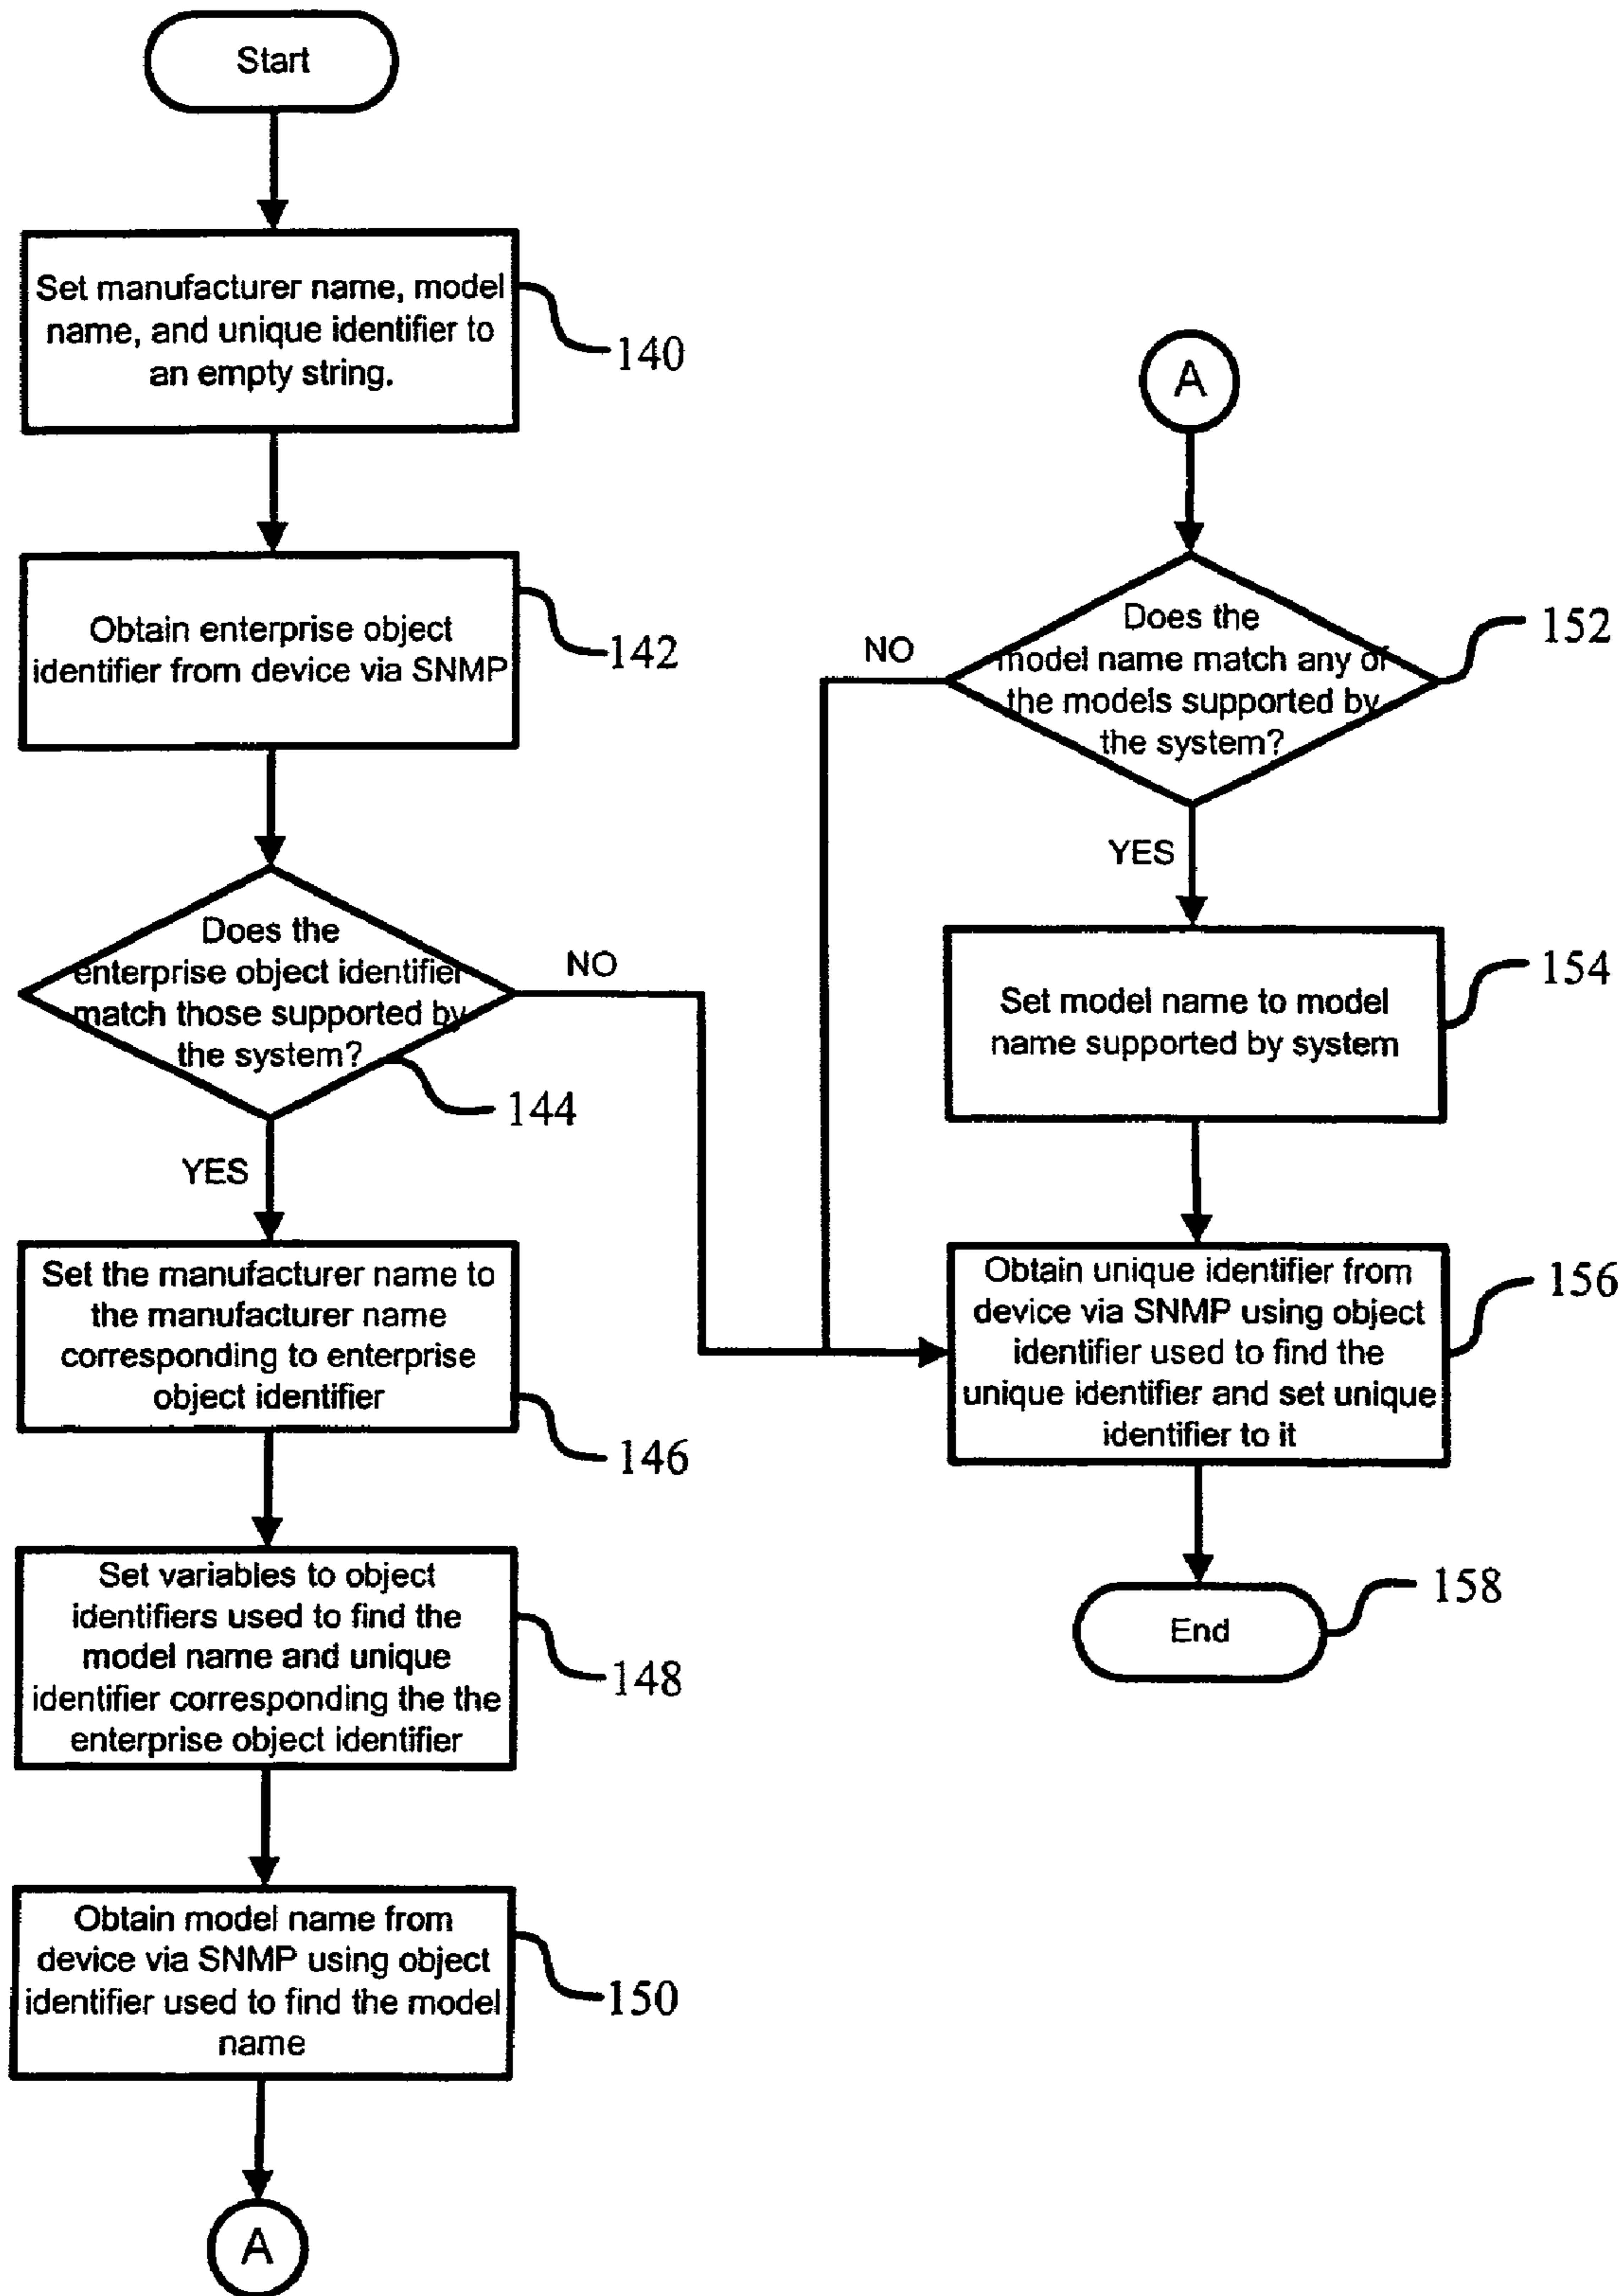 Start
Set manufacturer name, model
name, and unique identifier to
an empty string.
140
Obtain enterprise object
identifier from device via SNMP
142
Does the
enterprise object identifier
match those supported by
the system?
NO
144
YES
Set the manufacturer name to
the manufacturer name
corresponding to enterprise
object identifier
146
Set variables to object
identifiers used to find the
model name and unique
identifier corresponding the the
enterprise object identifier
148
Obtain model name from
device via SNMP using object
identifier used to find the model
name
150
A
A
Does the
model name match any of
the models supported by
the system?
152
NO
YES
Set model name to model
name supported by system
154
Obtain unique identifier from
device via SNMP using object
identifier used to find the
unique identifier and set unique
identifier to it
156
End
158